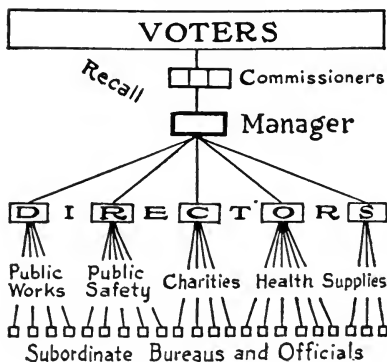 VOTERS
Recall
Commissioners
Manager
DIRECTORS
Public Works
Public Safety
Charities
Health
Supplies
Subordinate Bureaus and Officials